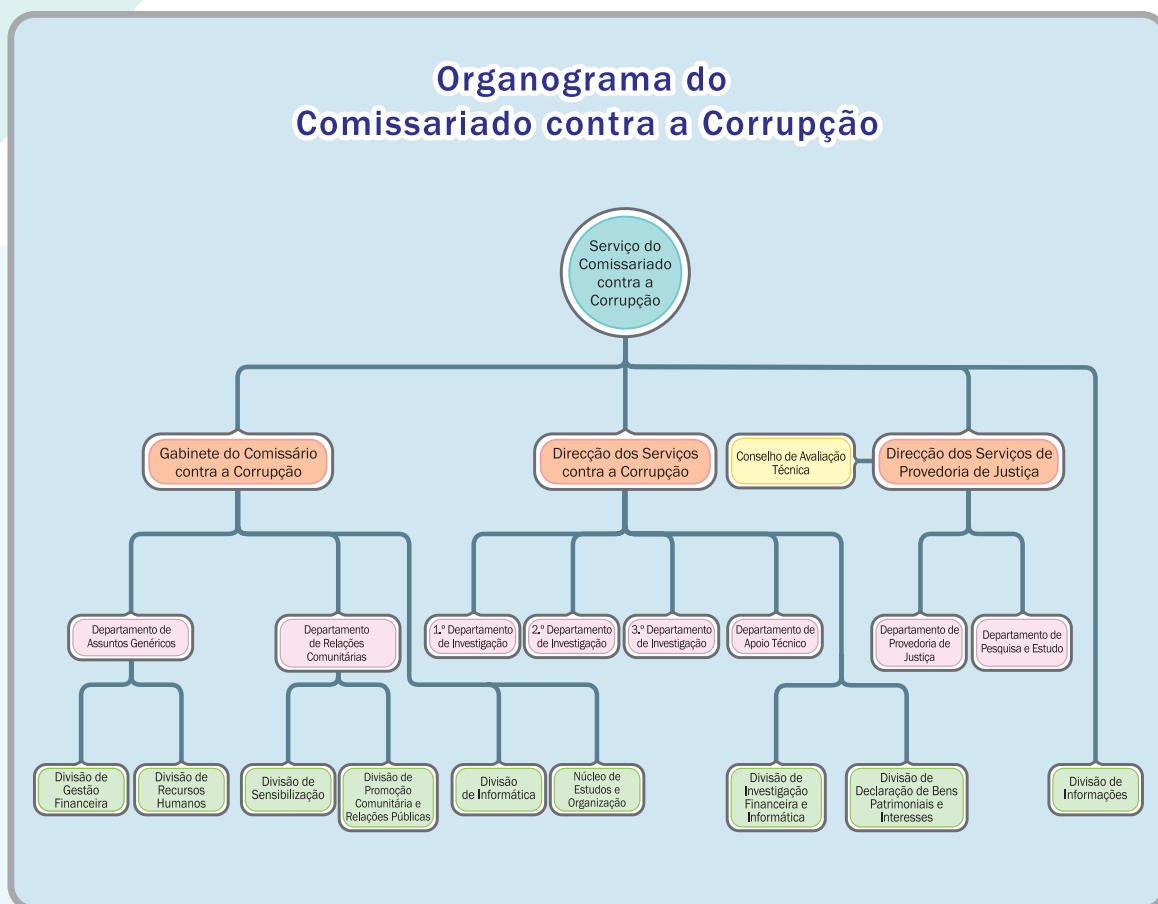 Organograma do
Comissariado contra a Corrupção
Serviço do
Comissariado
contra a
Corrupção
Gabinete do Comissário
contra a Corrupção
Direcção dos Serviços
contra a Corrupção
Conselho de Avaliação
Técnica
Direcção dos Serviços de
Provedoria de Justiça
Departamento de
Assuntos Genéricos
Departamento
de Relações
Comunitárias
1.º Departamento
de Investigação
2.º Departamento
de Investigação
3.º Departamento
de Investigação
Departamento de
Apoio Técnico
Departamento de
Provedoria de
Justiça
Departamento de
Pesquisa e Estudo
Divisão de
Gestão
Financeira
Divisão de
Recursos
Humanos
Divisão de
Sensibilização
Divisão de
Promoção
Comunitária e
Relações Públicas
Divisão
de Informática
Núcleo de
Estudos e
Organização
Divisão de
Investigação
Financeira e
Informática
Divisão de
Declaração de Bens
Patrimoniais e
Interesses
Divisão de
Informações